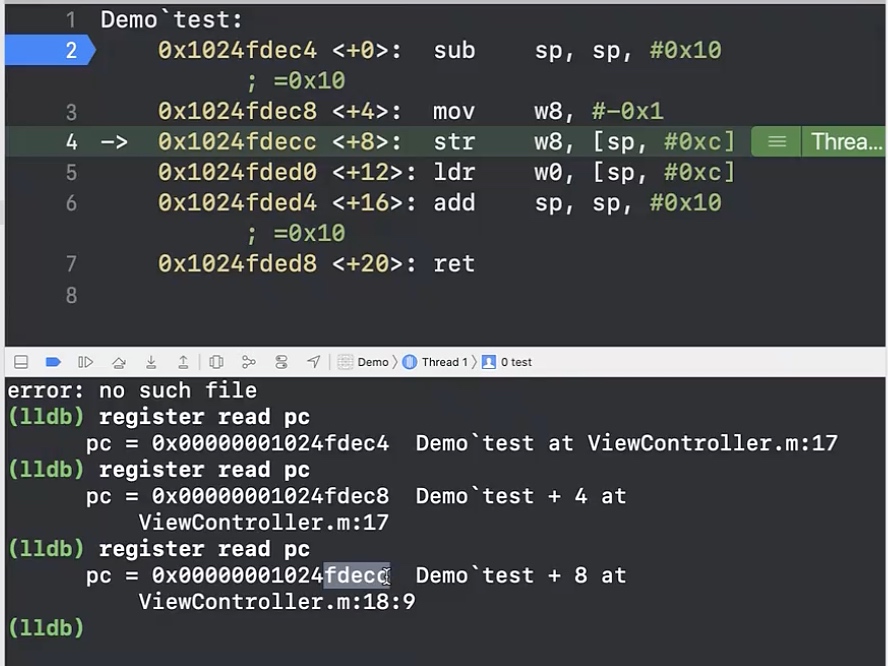 1 Demo`test:
2 0x1024fdec4 <+0>: sub sp, sp, #0x10
; =0x10
3 0x1024fdec8 <+4>: mov w8, #-0x1
4 -> 0x1024fdecc <+8>: str w8, [sp, #0xc] Threa...
5 0x1024fded0 <+12>: ldr w0, [sp, #0xc]
6 0x1024fded4 <+16>: add sp, sp, #0x10
; =0x10
7 0x1024fded8 <+20>: ret
8
Demo Thread 1 0 test
error: no such file
(lldb) register read pc
pc = 0x00000001024fdec4 Demo`test at ViewController.m:17
(lldb) register read pc
pc = 0x00000001024fdec8 Demo`test + 4 at
ViewController.m:17
(lldb) register read pc
pc = 0x00000001024fdecc Demo`test + 8 at
ViewController.m:18:9
(lldb)